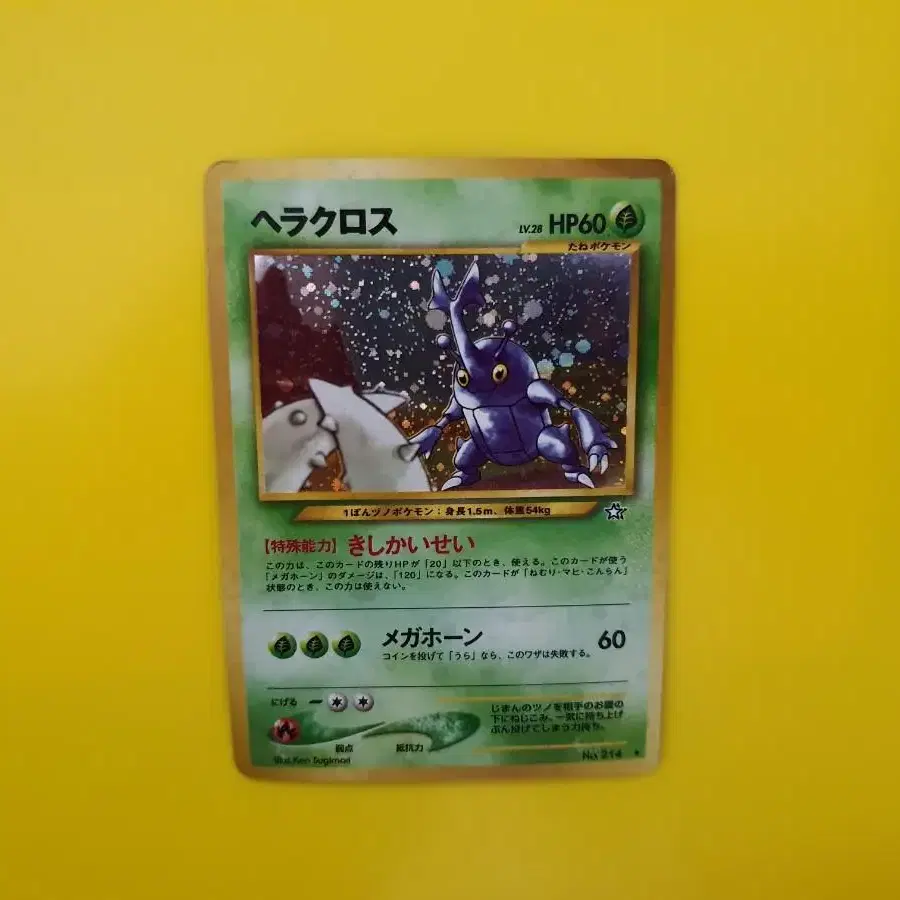 ヘラクロス
LV.28 HP60
たねポケモン
1ぽんヅノポケモン：身長1.5m、体重54kg
【特殊能力】きしかいせい
この力は、このカードの残りHPが「20」以下のとき、使える。このカードが使う
「メガホーン」のダメージは、「120」になる。このカードが「ねむり・マヒ・こんらん」
状態のとき、この力は使えない。
メガホーン 60
コインを投げて「うら」なら、このワザは失敗する。
にげる
じまんのツノを相手のお腹の
下にねじこみ、一気に持ち上げ
ぶん投げてしまう力持ち。
弱点 抵抗力
Illus. Ken Sugimori
No. 214